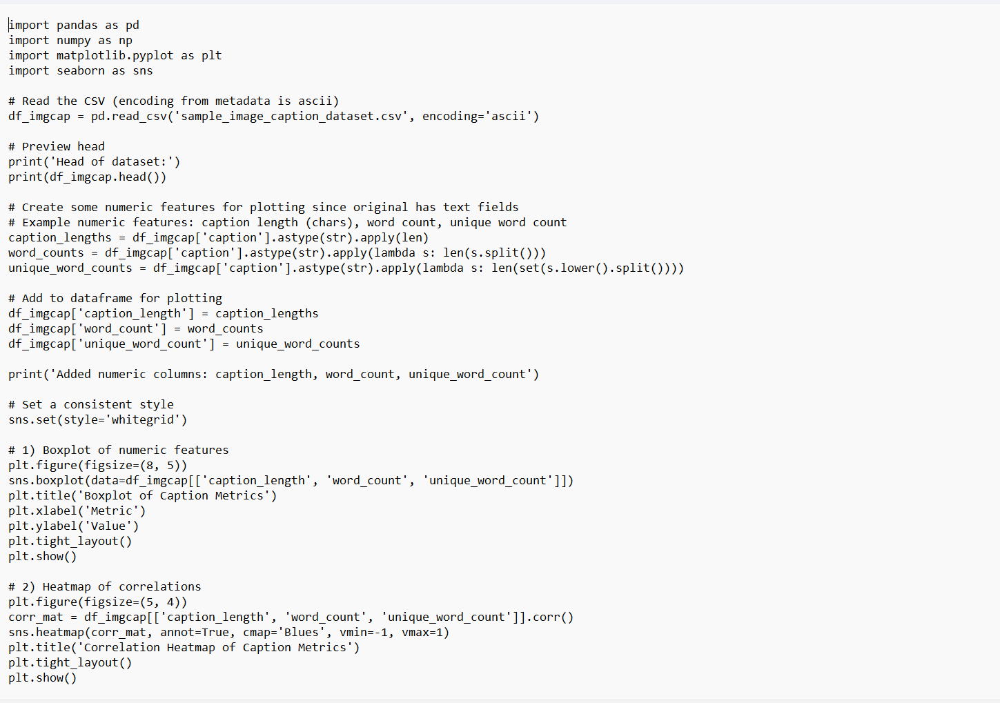 import pandas as pd
import numpy as np
import matplotlib.pyplot as plt
import seaborn as sns

# Read the CSV (encoding from metadata is ascii)
df_imgcap = pd.read_csv('sample_image_caption_dataset.csv', encoding='ascii')

# Preview head
print('Head of dataset:')
print(df_imgcap.head())

# Create some numeric features for plotting since original has text fields
# Example numeric features: caption length (chars), word count, unique word count
caption_lengths = df_imgcap['caption'].astype(str).apply(len)
word_counts = df_imgcap['caption'].astype(str).apply(lambda s: len(s.split()))
unique_word_counts = df_imgcap['caption'].astype(str).apply(lambda s: len(set(s.lower().split())))

# Add to dataframe for plotting
df_imgcap['caption_length'] = caption_lengths
df_imgcap['word_count'] = word_counts
df_imgcap['unique_word_count'] = unique_word_counts

print('Added numeric columns: caption_length, word_count, unique_word_count')

# Set a consistent style
sns.set(style='whitegrid')

# 1) Boxplot of numeric features
plt.figure(figsize=(8, 5))
sns.boxplot(data=df_imgcap[['caption_length', 'word_count', 'unique_word_count']])
plt.title('Boxplot of Caption Metrics')
plt.xlabel('Metric')
plt.ylabel('Value')
plt.tight_layout()
plt.show()

# 2) Heatmap of correlations
plt.figure(figsize=(5, 4))
corr_mat = df_imgcap[['caption_length', 'word_count', 'unique_word_count']].corr()
sns.heatmap(corr_mat, annot=True, cmap='Blues', vmin=-1, vmax=1)
plt.title('Correlation Heatmap of Caption Metrics')
plt.tight_layout()
plt.show()